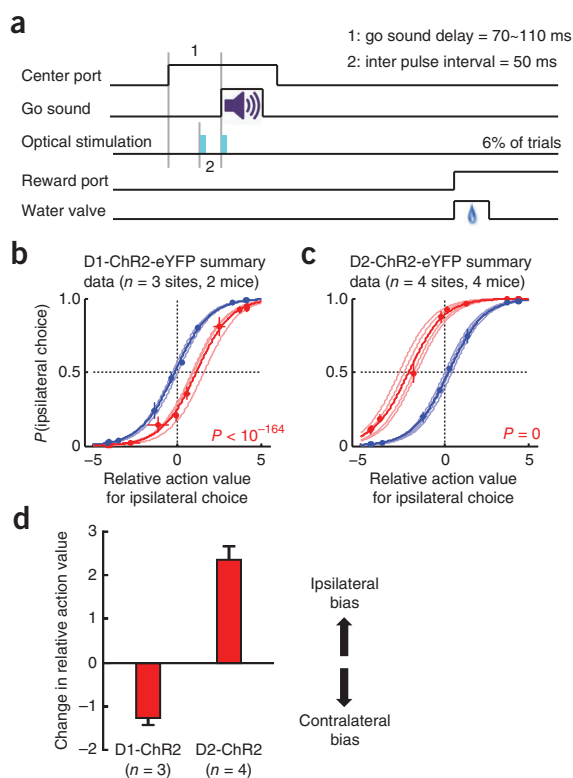 a
1: go sound delay = 70~110 ms
2: inter pulse interval = 50 ms
1
Center port
Go sound
Optical stimulation
6% of trials
2
Reward port
Water valve
b
D1-ChR2-eYFP summary
data (n = 3 sites, 2 mice)
P(ipsilateral choice)
1.0
0.5
0
P < 10⁻¹⁶⁴
−5
0
5
Relative action value
for ipsilateral choice
c
D2-ChR2-eYFP summary
data (n = 4 sites, 4 mice)
1.0
0.5
0
P = 0
−5
0
5
Relative action value
for ipsilateral choice
d
Change in relative action value
3
2
1
0
−1
−2
D1-ChR2
(n = 3)
D2-ChR2
(n = 4)
Ipsilateral
bias
Contralateral
bias